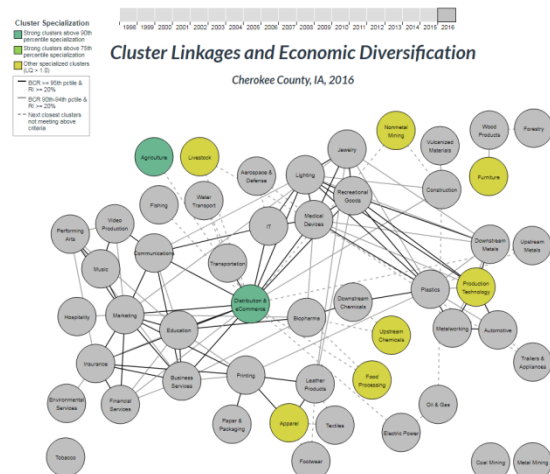 1998 1999 2000 2001 2002 2003 2004 2005 2006 2007 2008 2009 2010 2011 2012 2013 2014 2015 2016
Cluster Specialization
Strong clusters above 90th
percentile specialization
Strong clusters above 75th
percentile specialization
Other specialized clusters
(LQ > 1.0)
BCR >= 95th pctile &
RI >= 20%
BCR 90th-94th pctile &
RI >= 20%
Next closest clusters
not meeting above
criteria
Cluster Linkages and Economic Diversification
Cherokee County, IA, 2016
Nonmetal
Mining
Wood
Products
Forestry
Jewelry
Vulcanized
Materials
Agriculture
Livestock
Aerospace &
Defense
Lighting
Furniture
Recreational
Goods
Construction
Fishing
Water
Transport
Video
Production
Performing
Arts
IT
Medical
Devices
Communications
Downstream
Metals
Upstream
Metals
Music
Transportation
Plastics
Production
Technology
Distribution &
eCommerce
Downstream
Chemicals
Hospitality
Marketing
Education
Biopharma
Upstream
Chemicals
Metalworking
Automotive
Insurance
Trailers &
Appliances
Business
Services
Printing
Leather
Products
Food
Processing
Environmental
Services
Financial
Services
Oil & Gas
Paper &
Packaging
Apparel
Textiles
Electric Power
Tobacco
Footwear
Coal Mining
Metal Mining